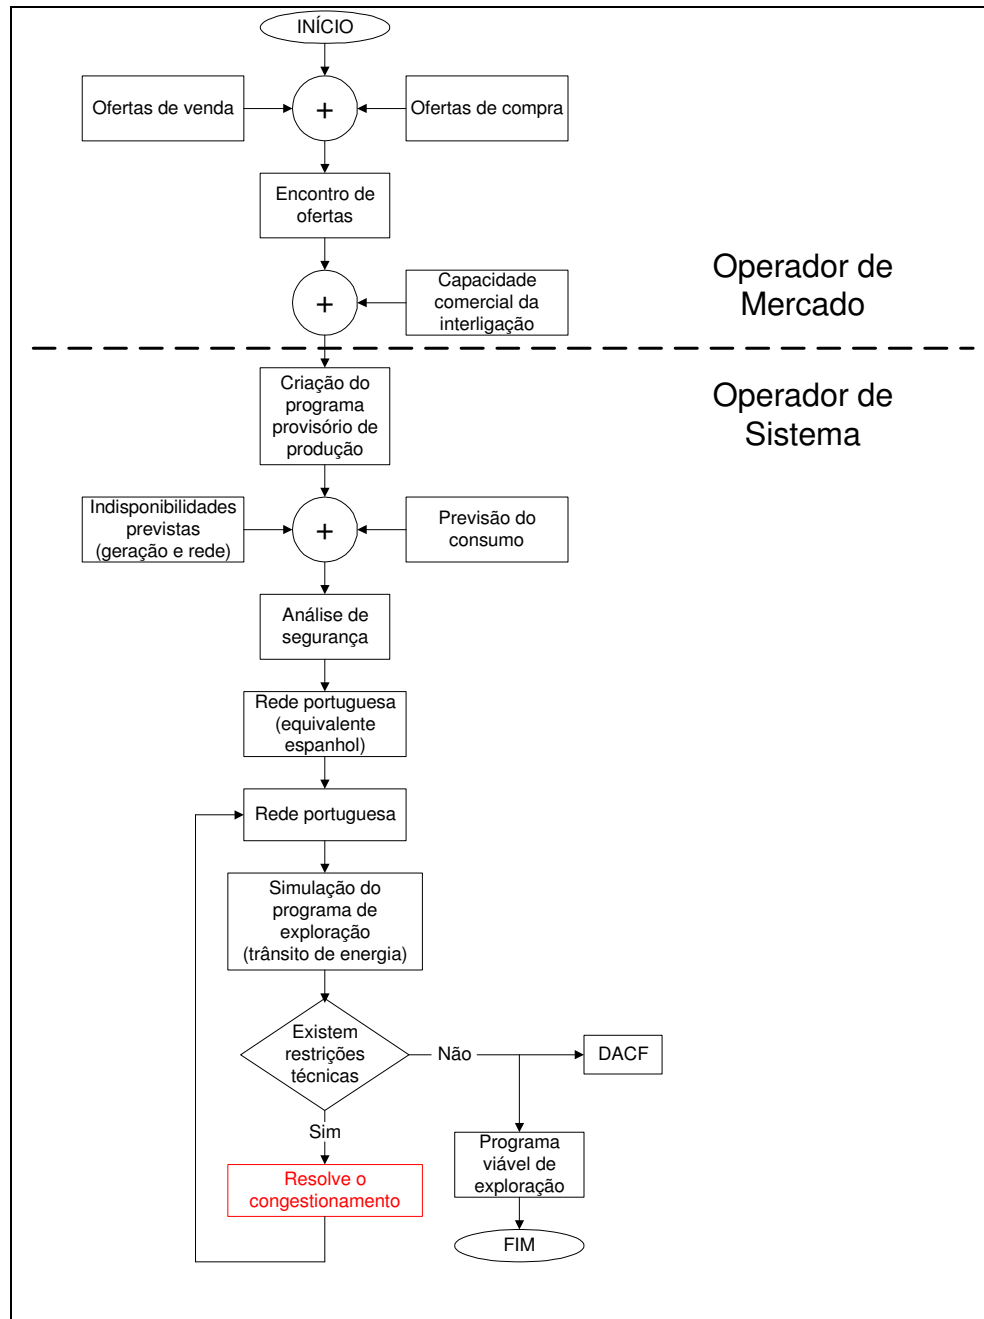 INÍCIO
Ofertas de venda
+
Ofertas de compra
Encontro de
ofertas
+
Capacidade
comercial da
interligação
Operador de
Mercado
Criação do
programa
provisório de
produção
Operador de
Sistema
Indisponibilidades
previstas
(geração e rede)
+
Previsão do
consumo
Análise de
segurança
Rede portuguesa
(equivalente
espanhol)
Rede portuguesa
Simulação do
programa de
exploração
(trânsito de energia)
Existem
restrições
técnicas
Não
DACF
Sim
Programa
viável de
exploração
Resolve o
congestionamento
FIM